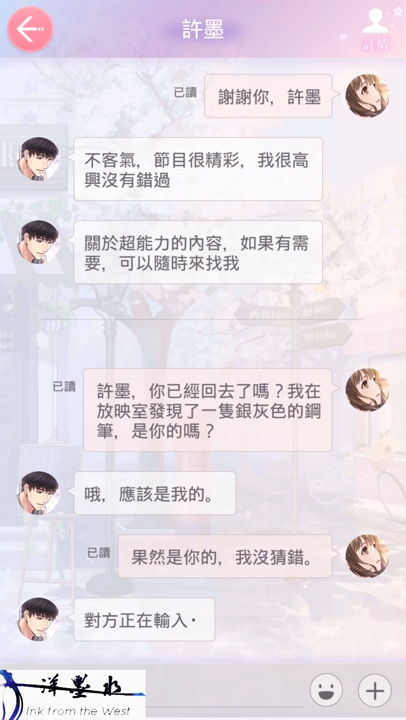 許墨
詳情
已讀
謝謝你，許墨
不客氣，節目很精彩，我很高
興沒有錯過
關於超能力的內容，如果有需
要，可以隨時來找我
已讀
許墨，你已經回去了嗎？我在
放映室發現了一隻銀灰色的鋼
筆，是你的嗎？
哦，應該是我的。
已讀
果然是你的，我沒猜錯。
對方正在輸入·
洋墨水
Ink from the West